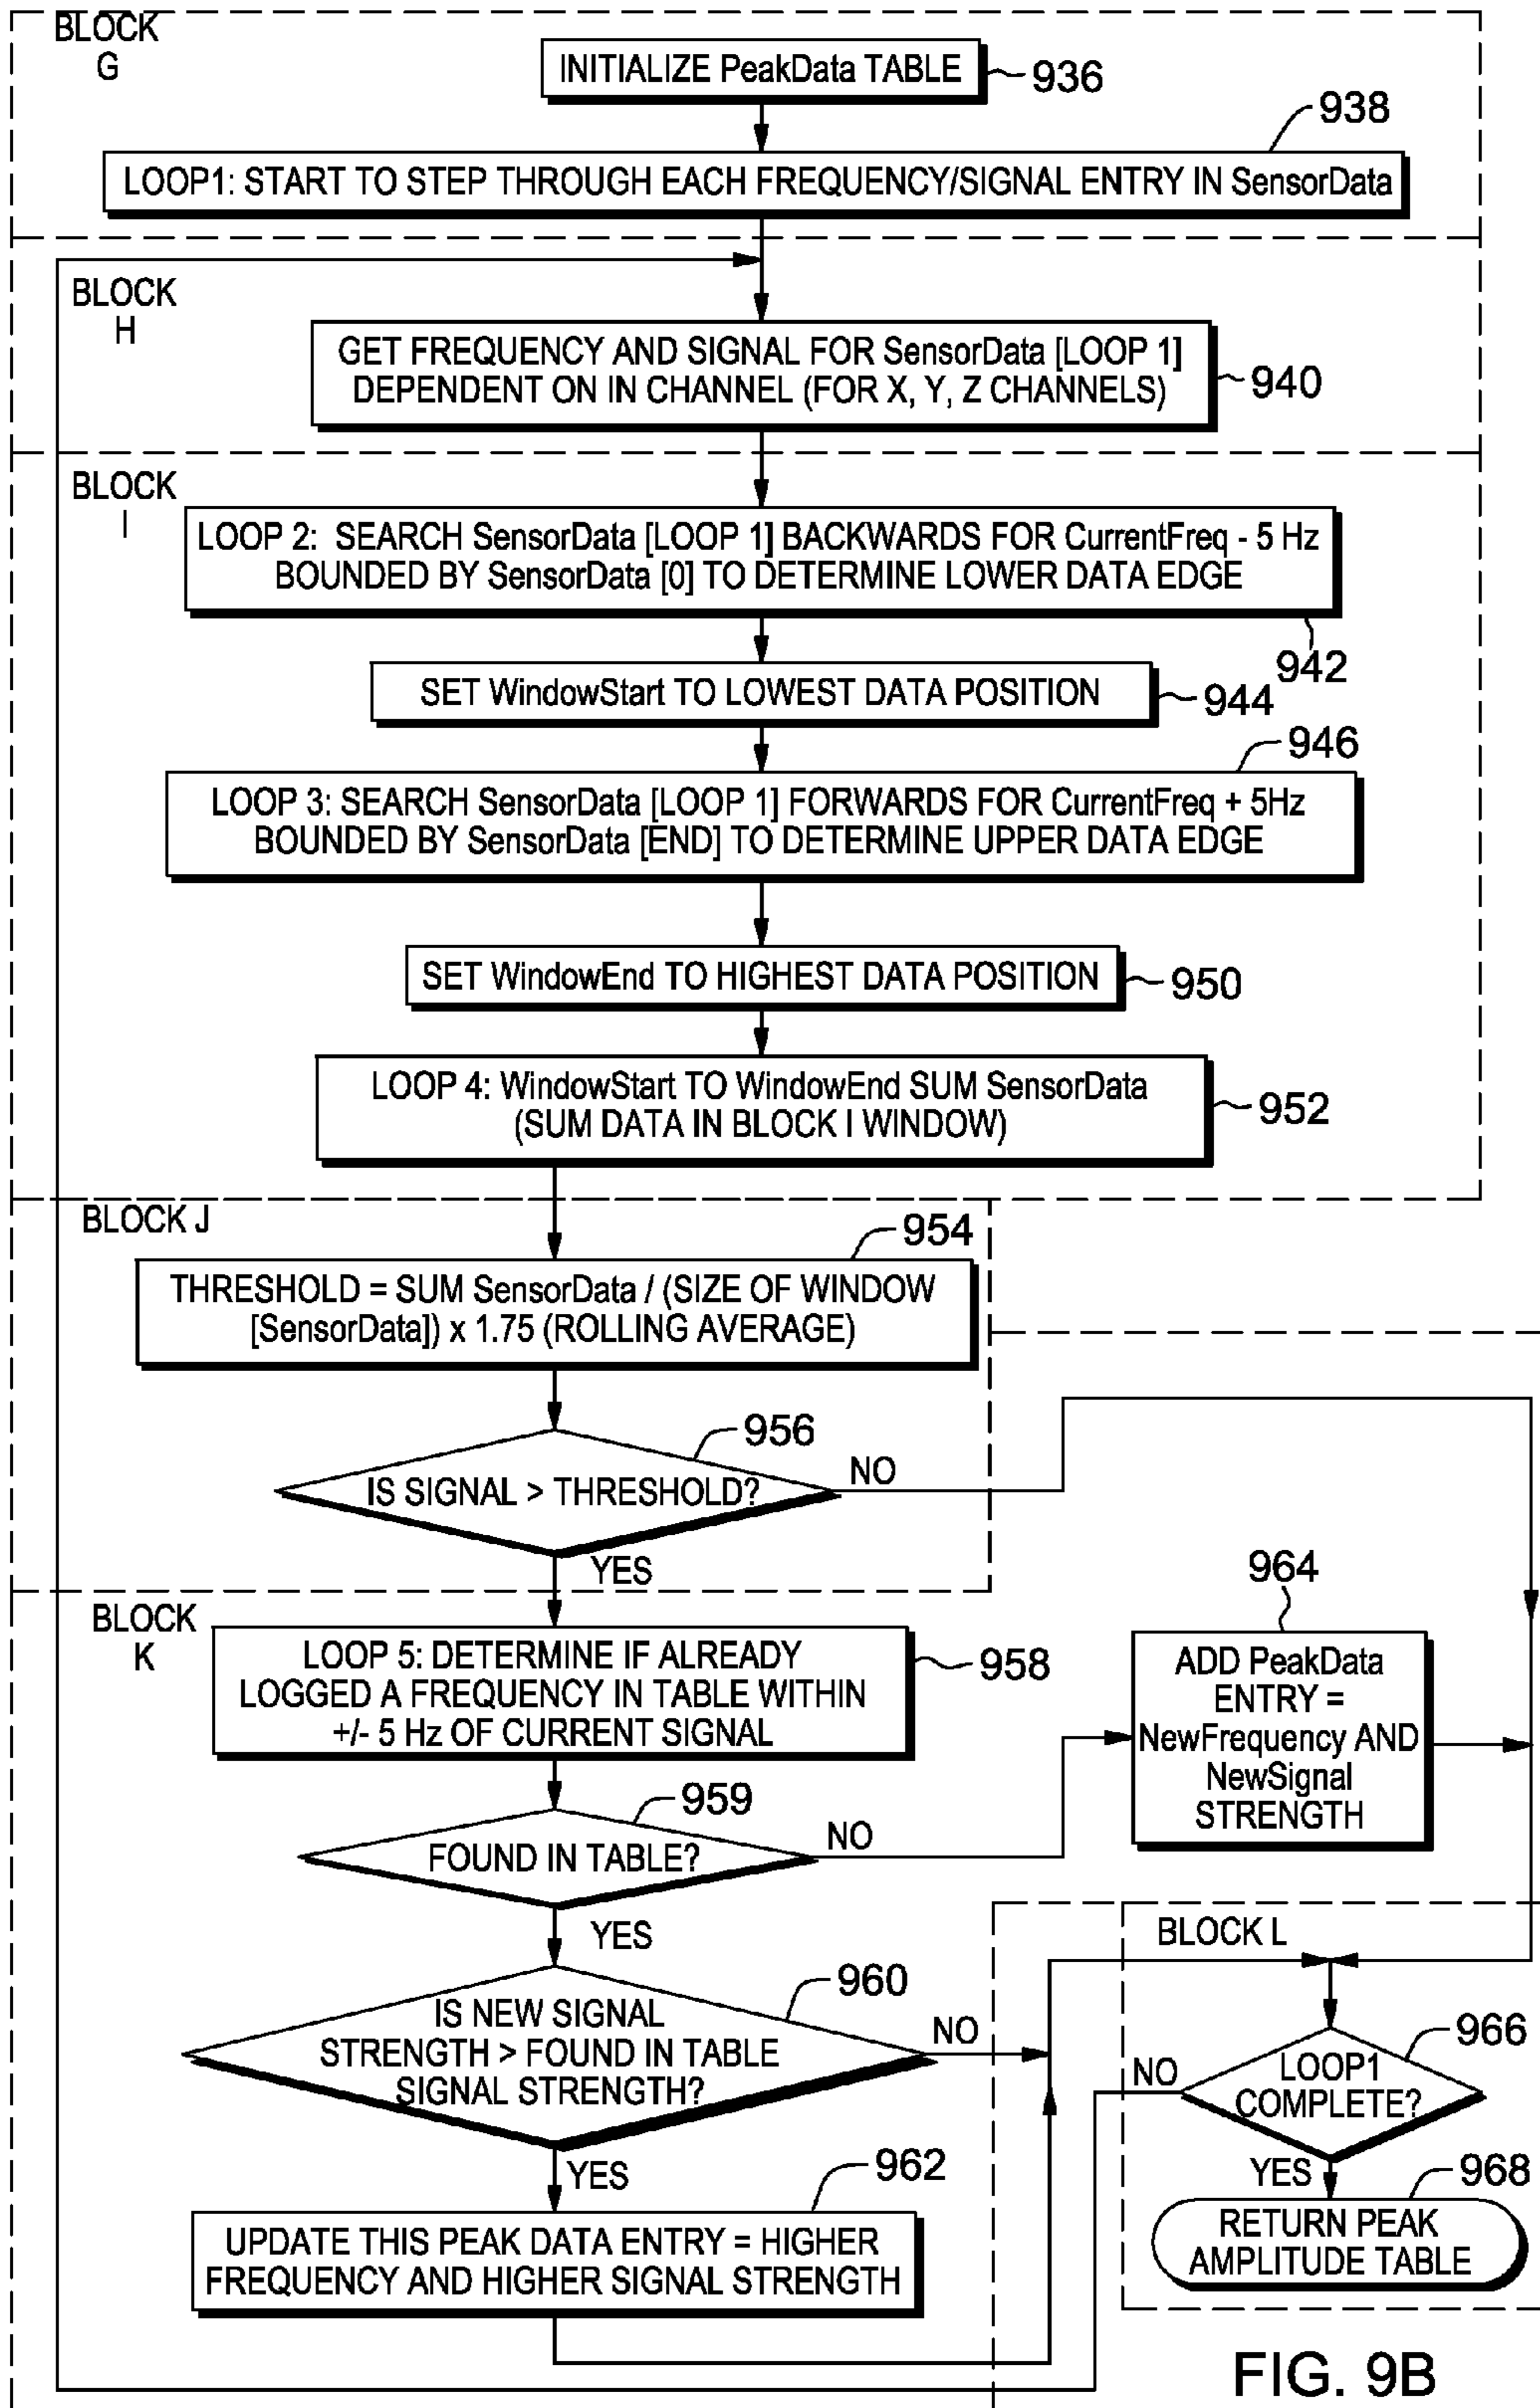 BLOCK
G
INITIALIZE PeakData TABLE
936
938
LOOP1: START TO STEP THROUGH EACH FREQUENCY/SIGNAL ENTRY IN SensorData
BLOCK
H
GET FREQUENCY AND SIGNAL FOR SensorData [LOOP 1]
DEPENDENT ON IN CHANNEL (FOR X, Y, Z CHANNELS)
940
BLOCK
I
LOOP 2: SEARCH SensorData [LOOP 1] BACKWARDS FOR CurrentFreq - 5 Hz
BOUNDED BY SensorData [0] TO DETERMINE LOWER DATA EDGE
942
SET WindowStart TO LOWEST DATA POSITION
944
946
LOOP 3: SEARCH SensorData [LOOP 1] FORWARDS FOR CurrentFreq + 5Hz
BOUNDED BY SensorData [END] TO DETERMINE UPPER DATA EDGE
SET WindowEnd TO HIGHEST DATA POSITION
950
LOOP 4: WindowStart TO WindowEnd SUM SensorData
(SUM DATA IN BLOCK I WINDOW)
952
BLOCK J
954
THRESHOLD = SUM SensorData / (SIZE OF WINDOW
[SensorData]) x 1.75 (ROLLING AVERAGE)
956
IS SIGNAL > THRESHOLD?
NO
YES
BLOCK
K
LOOP 5: DETERMINE IF ALREADY
LOGGED A FREQUENCY IN TABLE WITHIN
+/- 5 Hz OF CURRENT SIGNAL
958
964
ADD PeakData
ENTRY =
NewFrequency AND
NewSignal
STRENGTH
959
FOUND IN TABLE?
NO
YES
BLOCK L
960
IS NEW SIGNAL
STRENGTH > FOUND IN TABLE
SIGNAL STRENGTH?
NO
YES
966
LOOP1
COMPLETE?
NO
YES
962
UPDATE THIS PEAK DATA ENTRY = HIGHER
FREQUENCY AND HIGHER SIGNAL STRENGTH
968
RETURN PEAK
AMPLITUDE TABLE
FIG. 9B